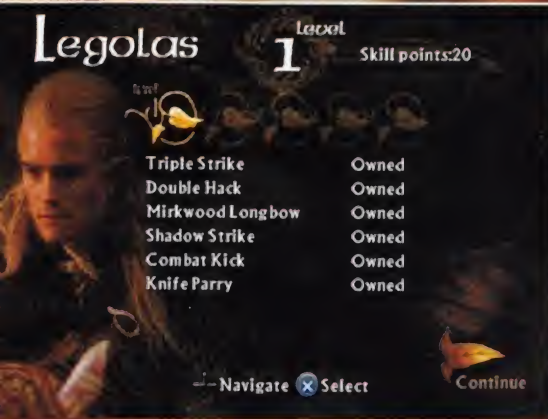 Legolas
Level
1
Skill points:20
Triple Strike Owned
Double Hack Owned
Mirkwood Longbow Owned
Shadow Strike Owned
Combat Kick Owned
Knife Parry Owned
Navigate X Select
Continue